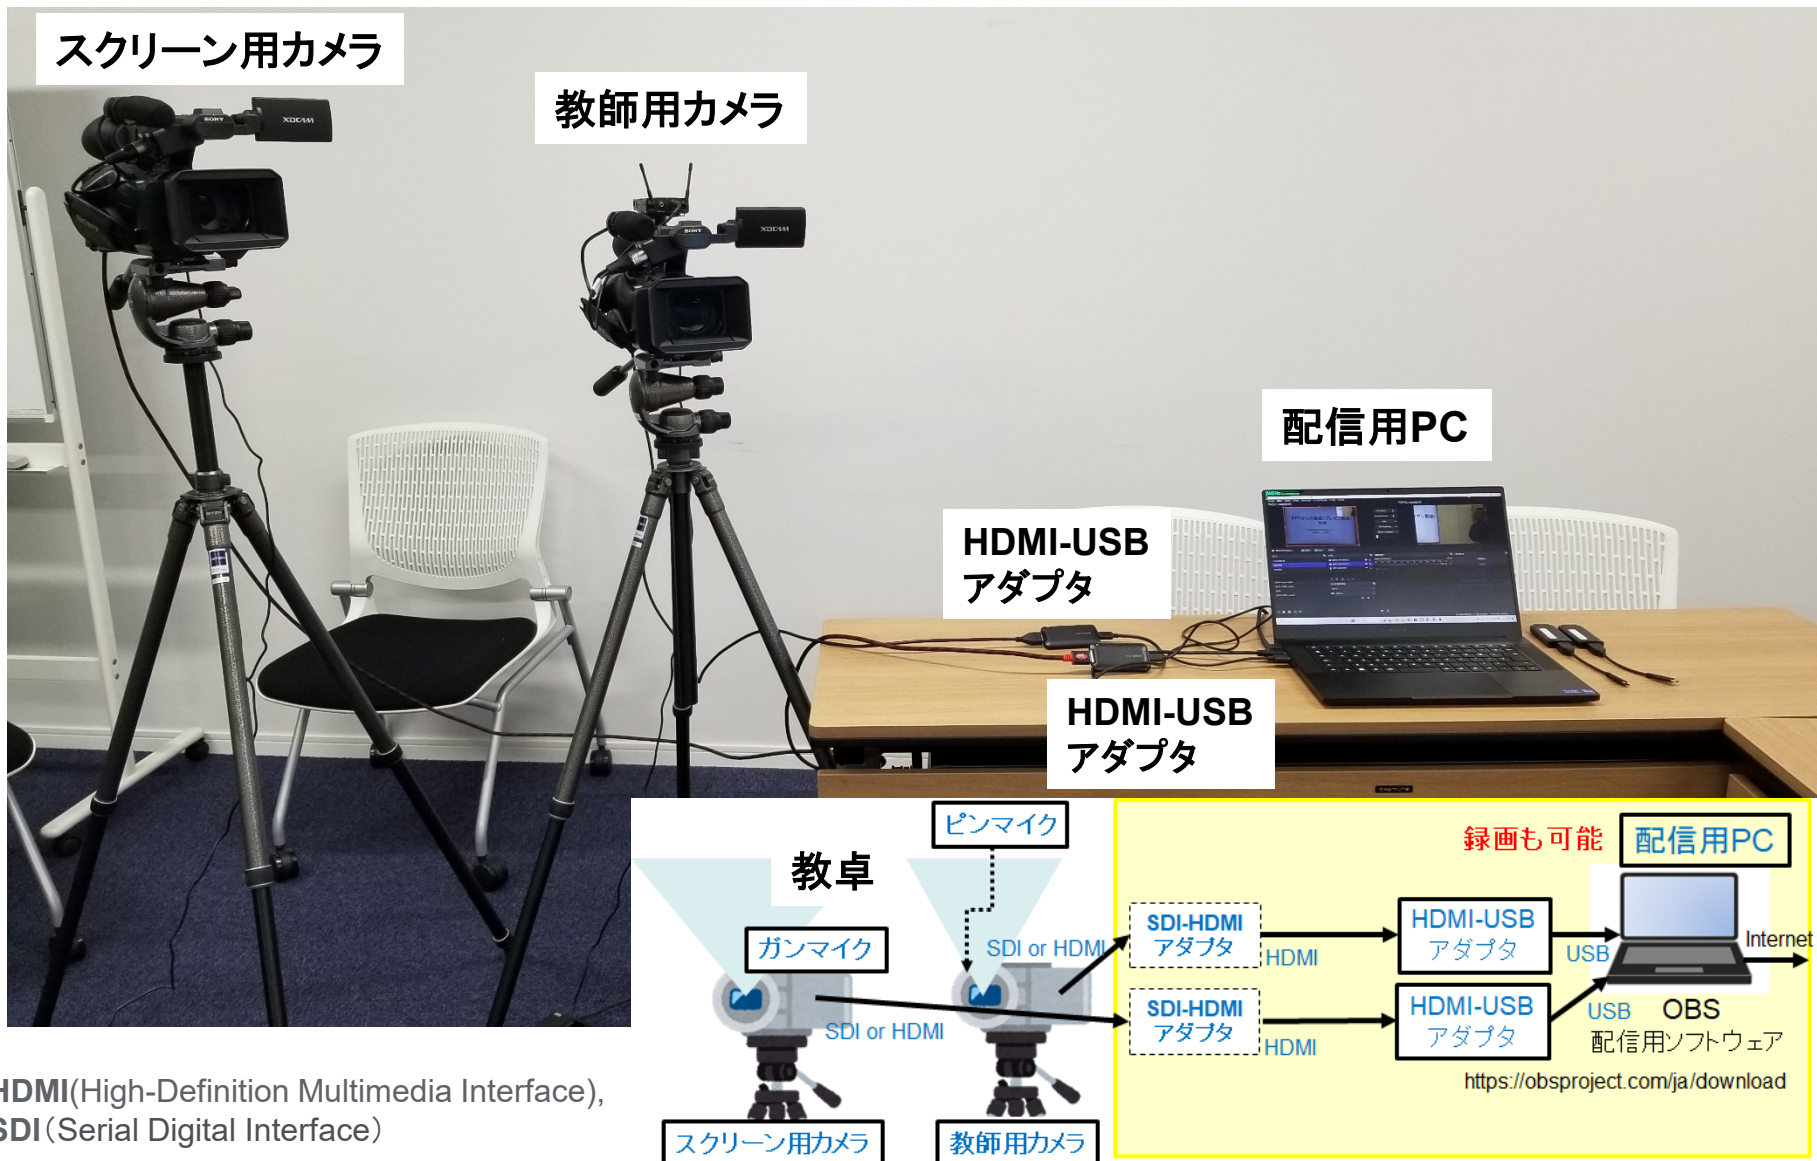 スクリーン用カメラ
教師用カメラ
SONY
XDCAM
SONY
SONY
XDCAM
配信用PC
HDMI-USB
アダプタ
HDMI-USB
アダプタ
ピンマイク
録画も可能
配信用PC
教卓
ガンマイク
SDI or HDMI
SDI-HDMI
アダプタ
HDMI
HDMI-USB
アダプタ
USB
Internet
SDI or HDMI
SDI-HDMI
アダプタ
HDMI
HDMI-USB
アダプタ
USB
OBS
配信用ソフトウェア
https://obsproject.com/ja/download
スクリーン用カメラ
教師用カメラ
HDMI(High-Definition Multimedia Interface),
SDI（Serial Digital Interface）